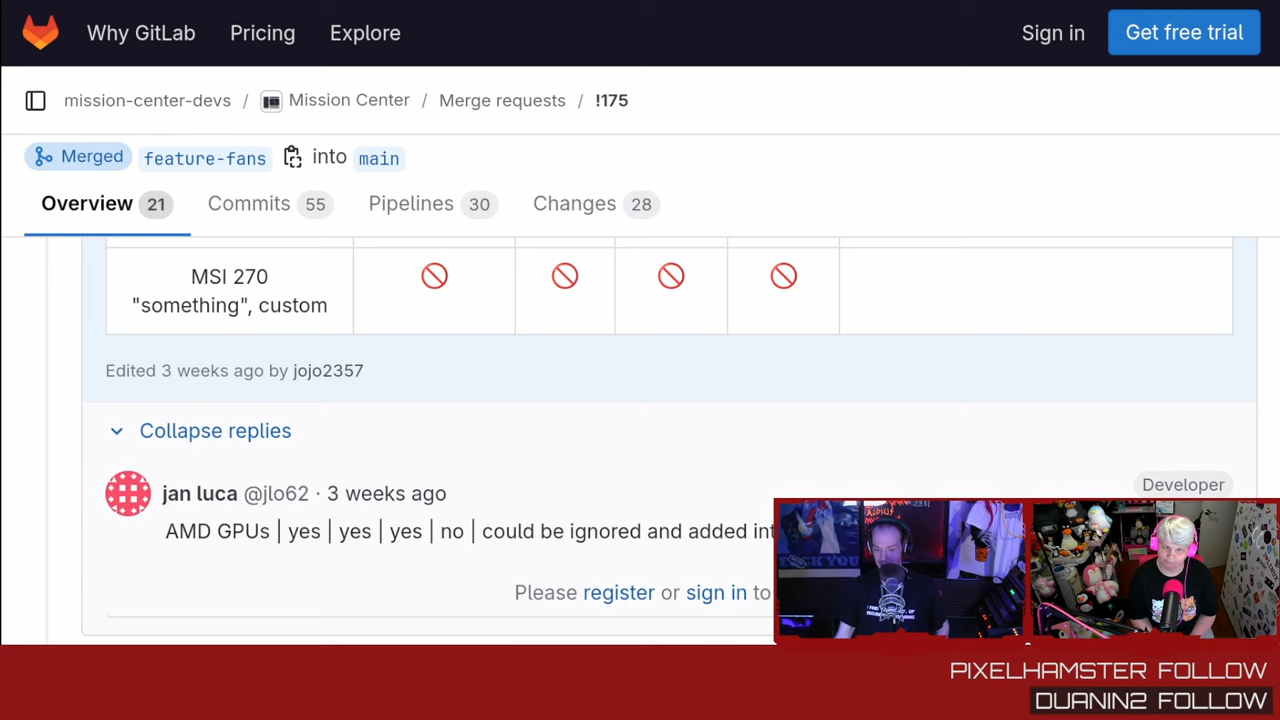 Why GitLab Pricing Explore Sign in Get free trial
mission-center-devs / Mission Center / Merge requests / !175
Merged feature-fans into main
Overview 21 Commits 55 Pipelines 30 Changes 28
MSI 270
"something", custom
Edited 3 weeks ago by jojo2357
Collapse replies
jan luca @jlo62 · 3 weeks ago Developer
AMD GPUs | yes | yes | yes | no | could be ignored and added int
Please register or sign in to
PIXELHAMSTER FOLLOW
DUANIN2 FOLLOW